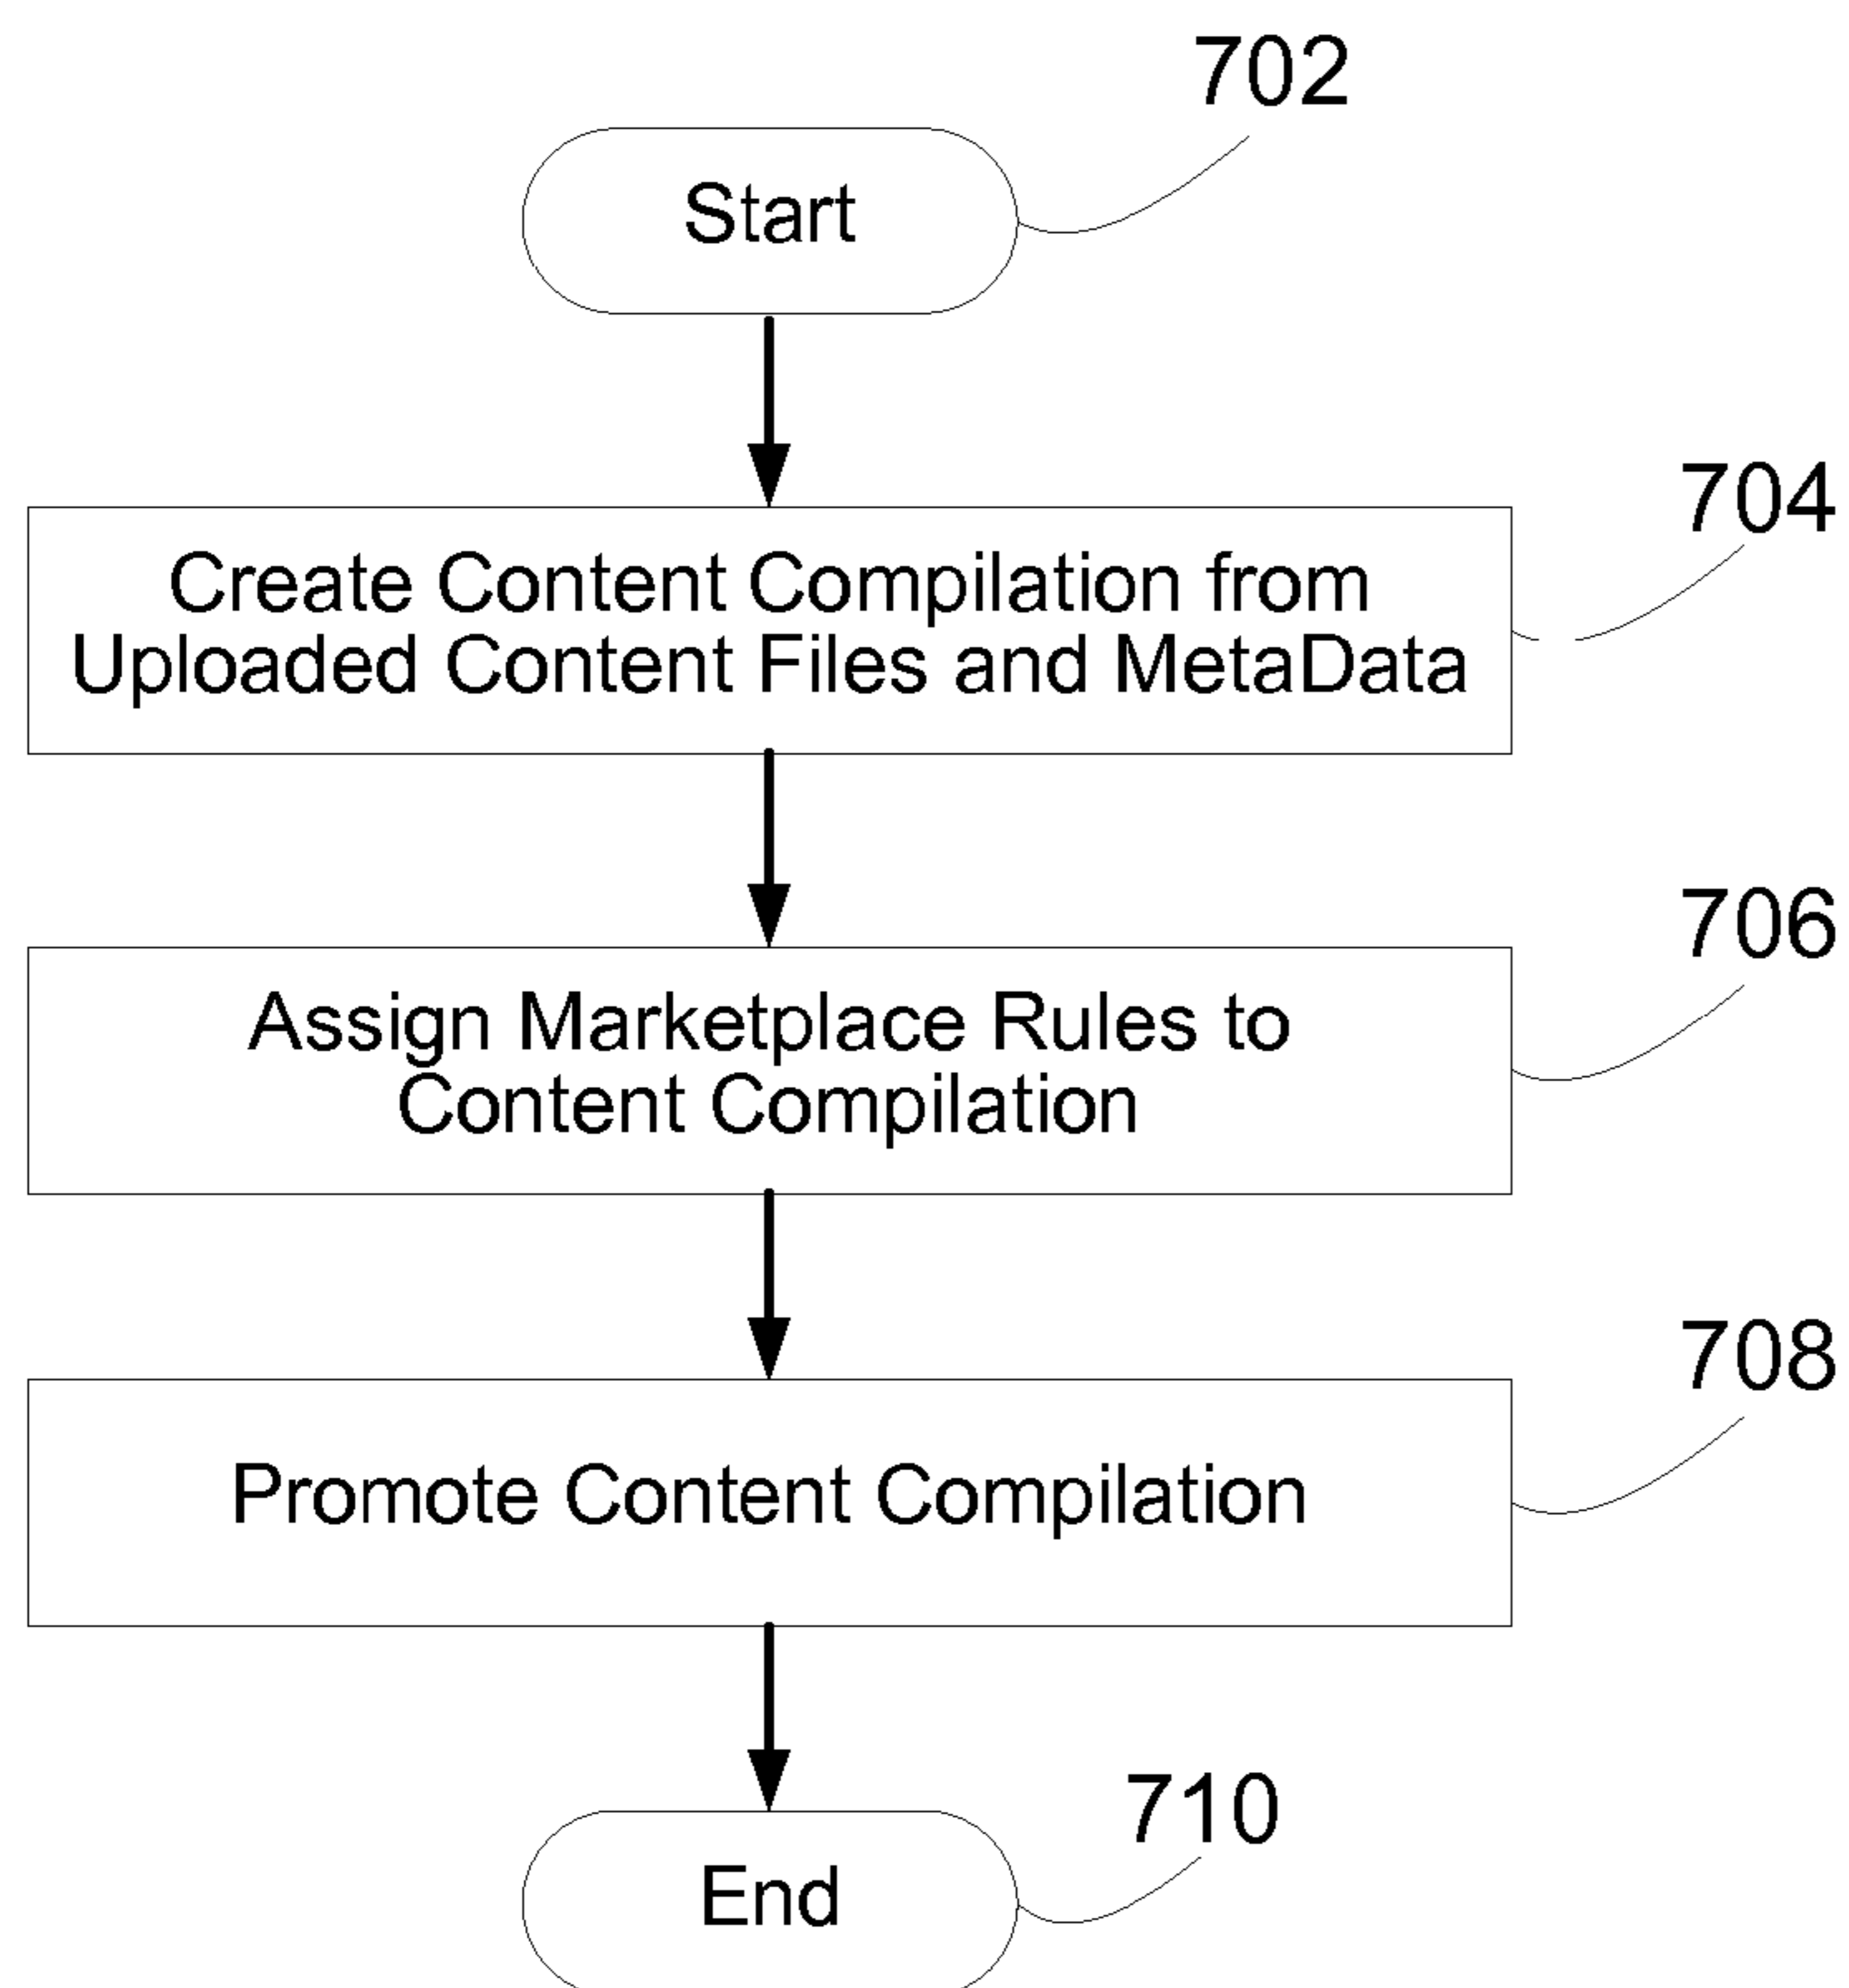 702
Start
704
Create Content Compilation from
Uploaded Content Files and MetaData
706
Assign Marketplace Rules to
Content Compilation
708
Promote Content Compilation
710
End